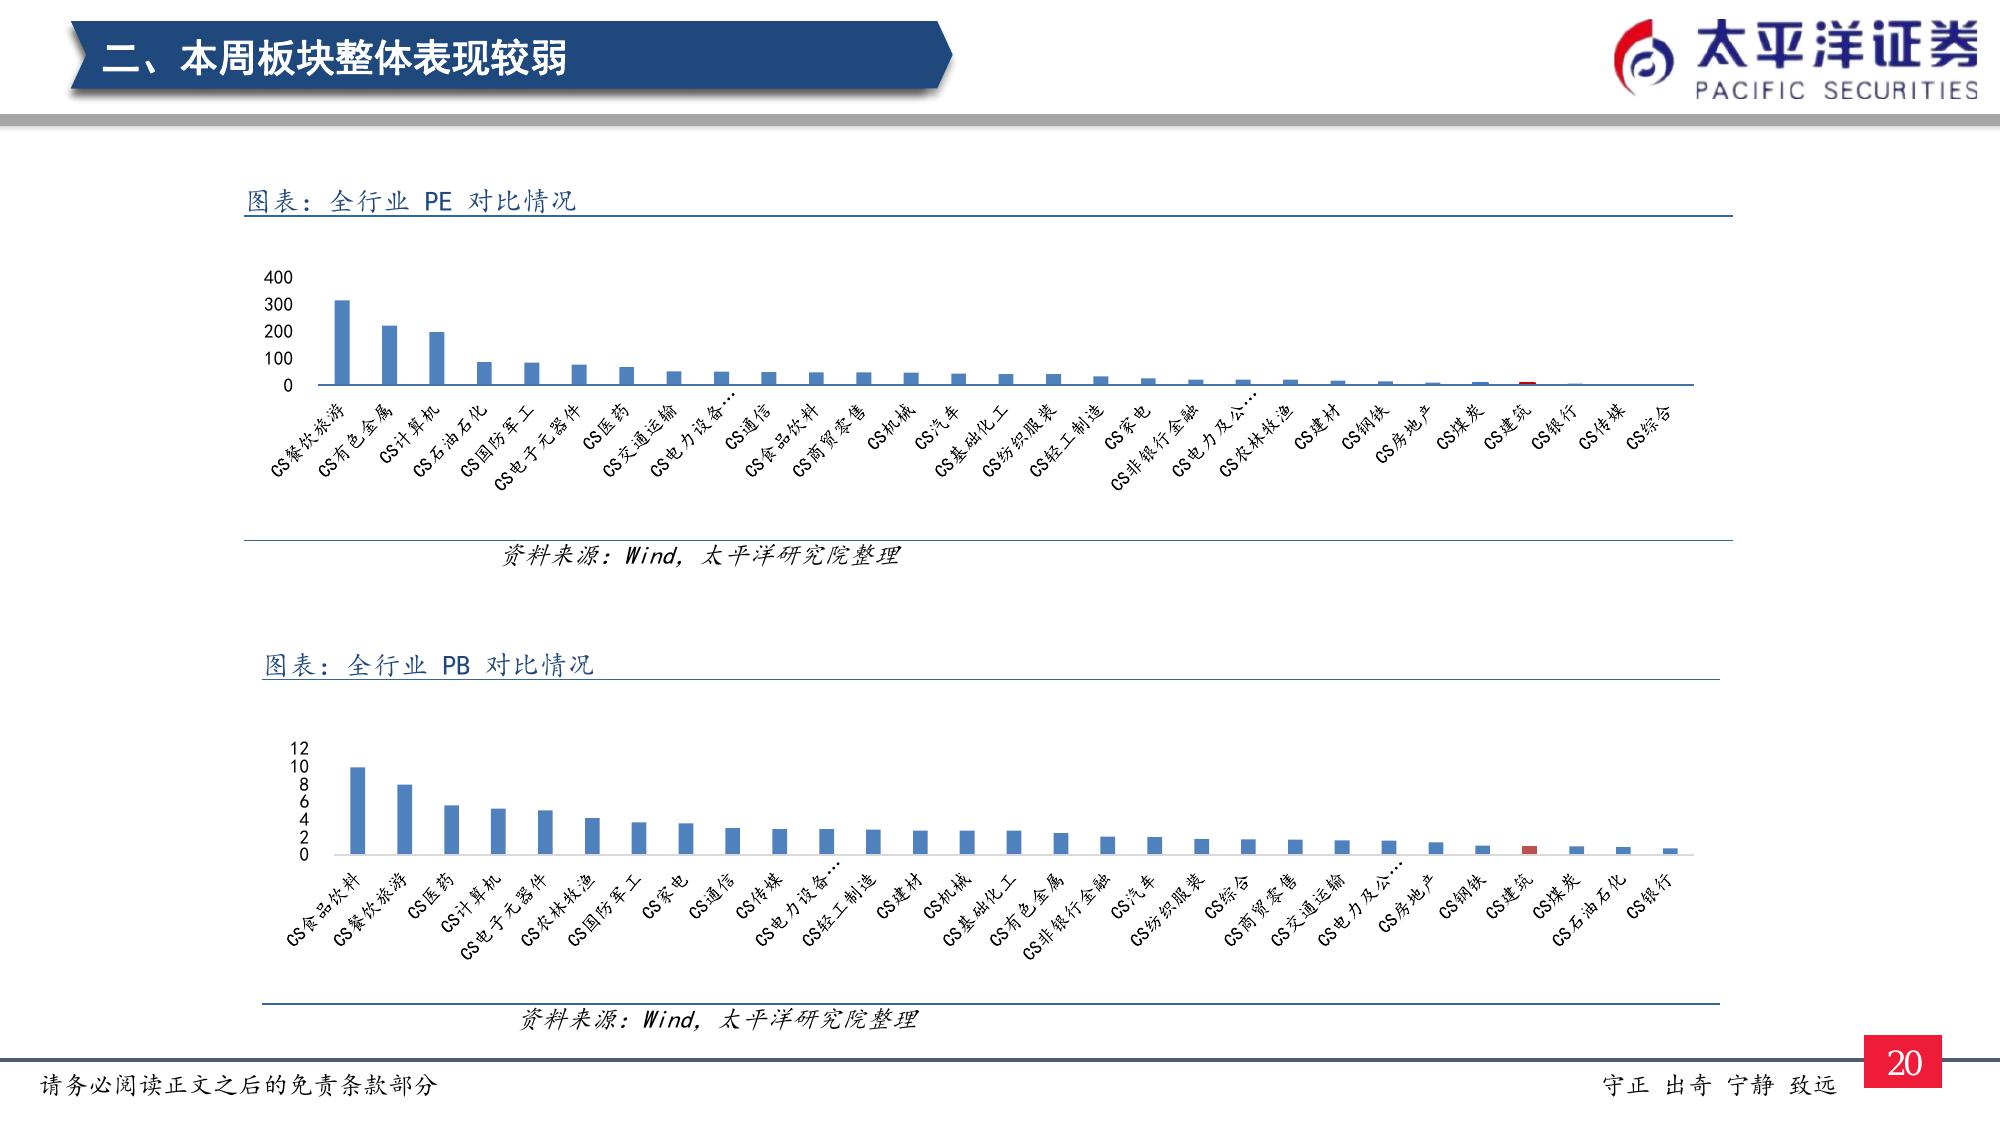 二、本周板块整体表现较弱
太平洋证券
PACIFIC SECURITIES
图表：全行业 PE 对比情况
400
300
200
100
0
CS餐饮旅游
CS有色金属
CS计算机
CS石油石化
CS国防军工
CS电子元器件
CS医药
CS交通运输
CS电力设备…
CS通信
CS食品饮料
CS商贸零售
CS机械
CS汽车
CS基础化工
CS纺织服装
CS轻工制造
CS家电
CS非银行金融
CS电力及公…
CS农林牧渔
CS建材
CS钢铁
CS房地产
CS煤炭
CS建筑
CS银行
CS传媒
CS综合
资料来源：Wind，太平洋研究院整理
图表：全行业 PB 对比情况
12
10
8
6
4
2
0
CS食品饮料
CS餐饮旅游
CS医药
CS计算机
CS电子元器件
CS农林牧渔
CS国防军工
CS家电
CS通信
CS传媒
CS电力设备…
CS轻工制造
CS建材
CS机械
CS基础化工
CS有色金属
CS非银行金融
CS汽车
CS纺织服装
CS综合
CS商贸零售
CS交通运输
CS电力及公…
CS房地产
CS钢铁
CS建筑
CS煤炭
CS石油石化
CS银行
资料来源：Wind，太平洋研究院整理
请务必阅读正文之后的免责条款部分
守正 出奇 宁静 致远
20